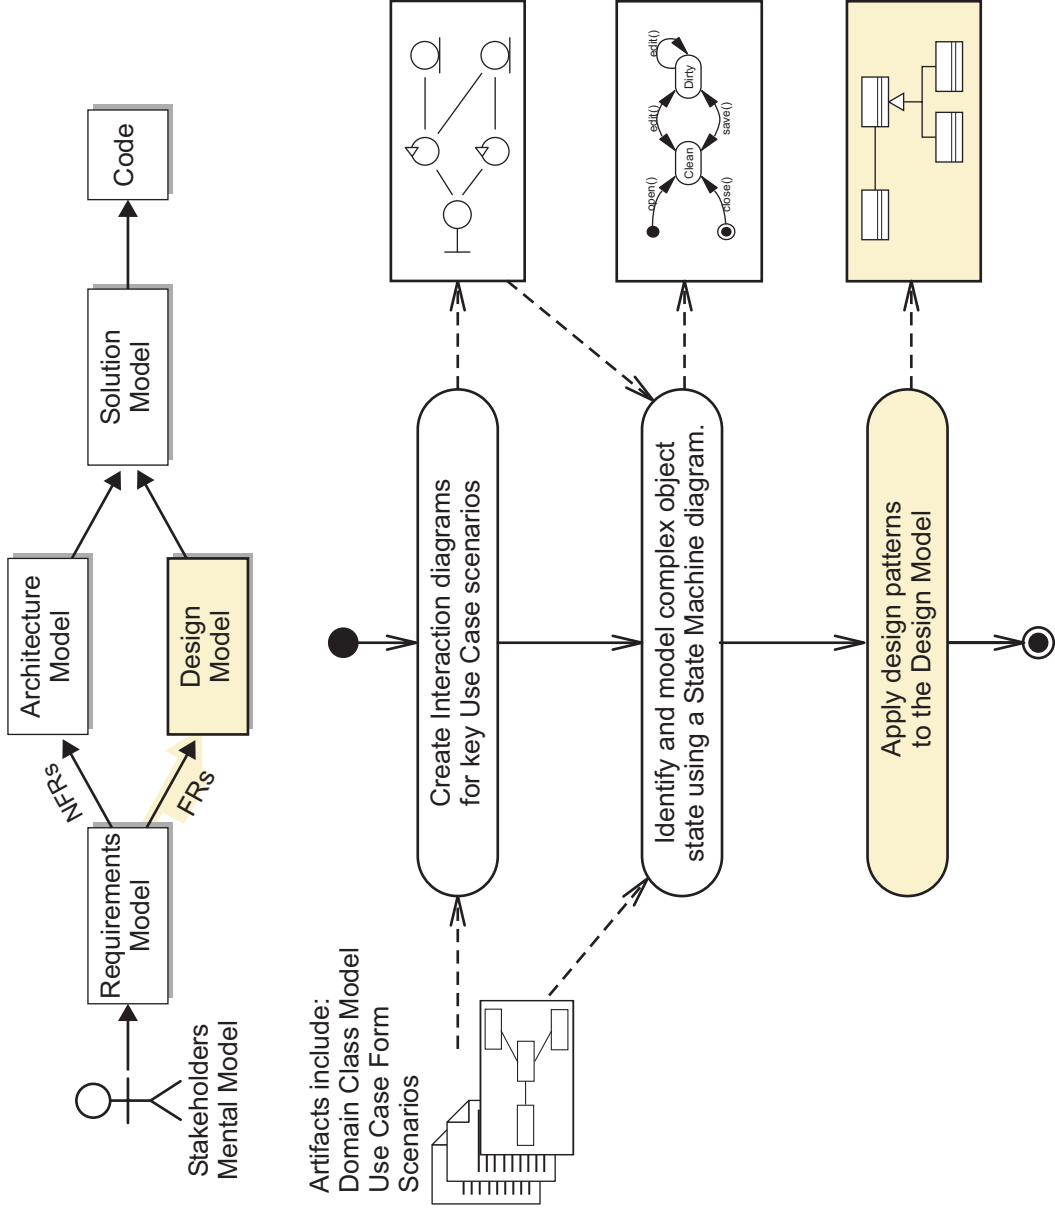 Stakeholders
Mental Model
Requirements
Model
NFRs
FRs
Architecture
Model
Design
Model
Solution
Model
Code
Artifacts include:
Domain Class Model
Use Case Form
Scenarios
Create Interaction diagrams
for key Use Case scenarios
Identify and model complex object
state using a State Machine diagram.
open()
close()
Clean
edit()
save()
Dirty
edit()
Apply design patterns
to the Design Model